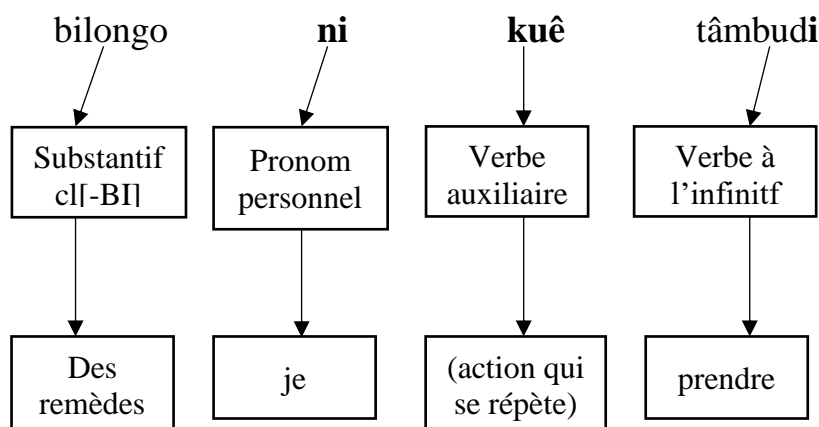 bilongo ni kuê tâmbudi
Substantif
cl[-BI]
Pronom
personnel
Verbe
auxiliaire
Verbe à
l’infinitf
Des
remèdes
je
(action qui
se répète)
prendre